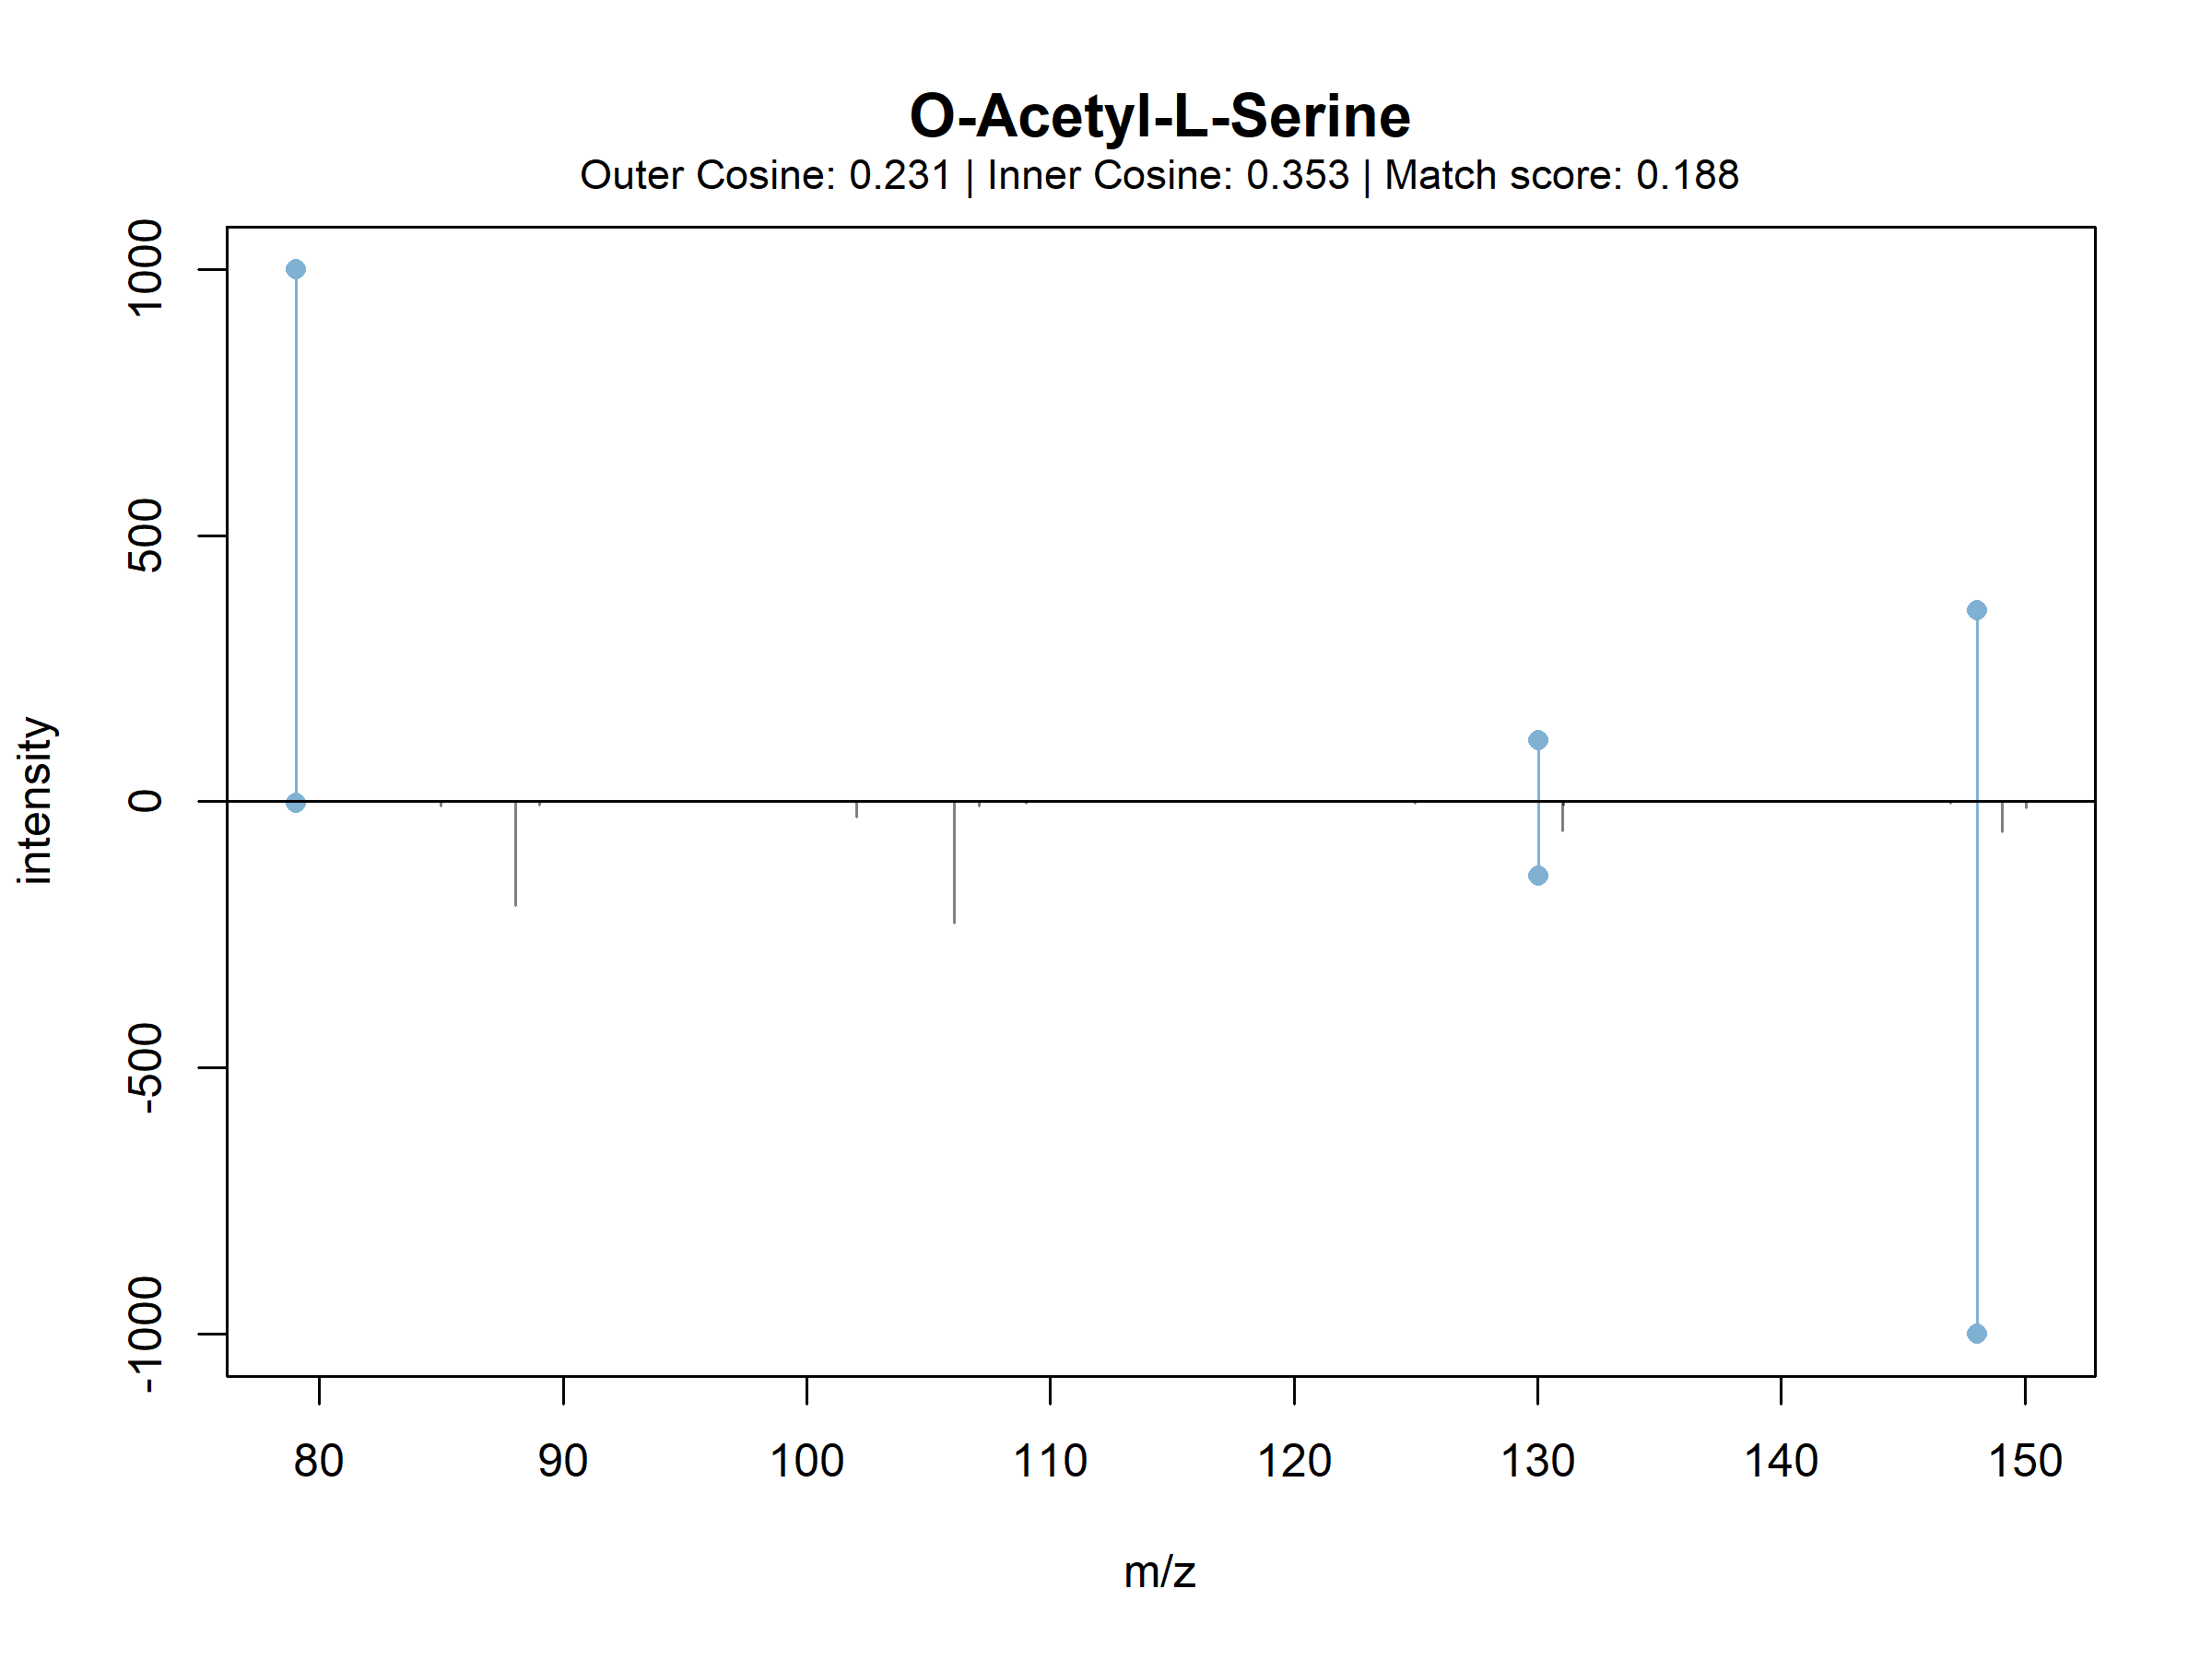 O-Acetyl-L-Serine
Outer Cosine: 0.231 | Inner Cosine: 0.353 | Match score: 0.188
intensity
1000
500
0
-500
-1000
80 90 100 110 120 130 140 150
m/z